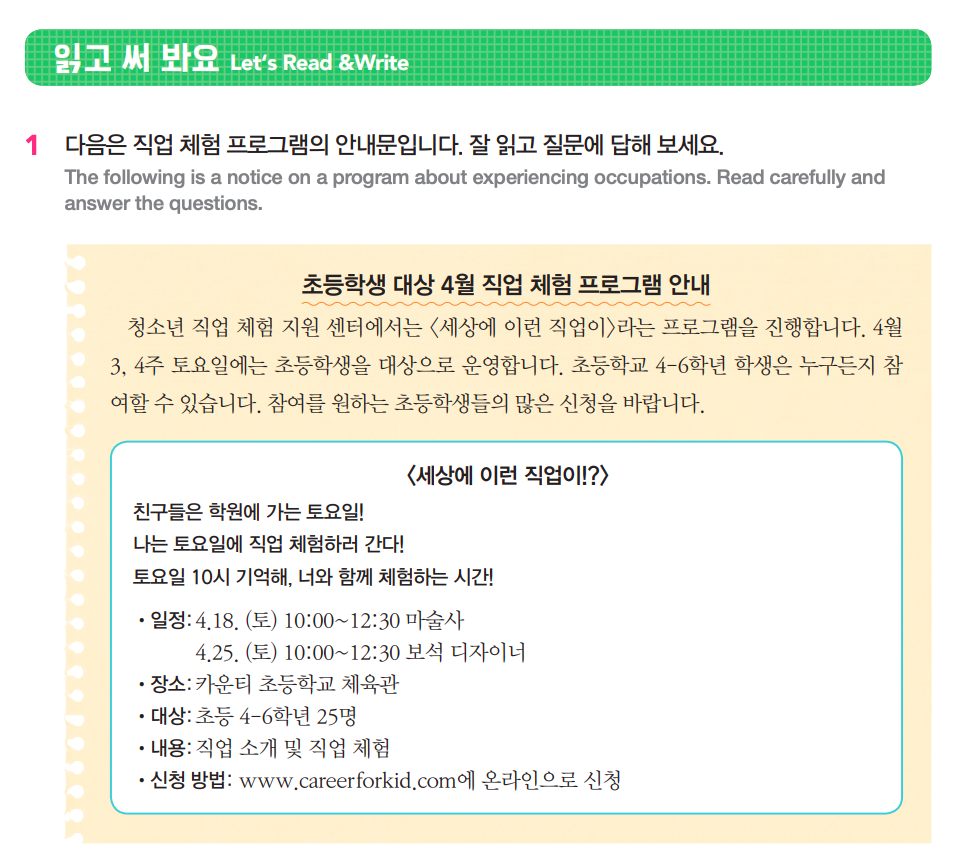 읽고 써 봐요 Let's Read &Write
1 다음은 직업 체험 프로그램의 안내문입니다. 잘 읽고 질문에 답해 보세요.
The following is a notice on a program about experiencing occupations. Read carefully and
answer the questions.
초등학생 대상 4월 직업 체험 프로그램 안내
청소년 직업 체험 지원 센터에서는 〈세상에 이런 직업이〉라는 프로그램을 진행합니다. 4월
3, 4주 토요일에는 초등학생을 대상으로 운영합니다. 초등학교 4-6학년 학생은 누구든지 참
여할 수 있습니다. 참여를 원하는 초등학생들의 많은 신청을 바랍니다.
〈세상에 이런 직업이!?〉
친구들은 학원에 가는 토요일!
나는 토요일에 직업 체험하러 간다!
토요일 10시 기억해, 너와 함께 체험하는 시간!
• 일정: 4.18. (토) 10:00~12:30 마술사
4.25. (토) 10:00~12:30 보석 디자이너
• 장소: 카운티 초등학교 체육관
• 대상: 초등 4-6학년 25명
• 내용: 직업 소개 및 직업 체험
• 신청 방법: www.careerforkid.com에 온라인으로 신청